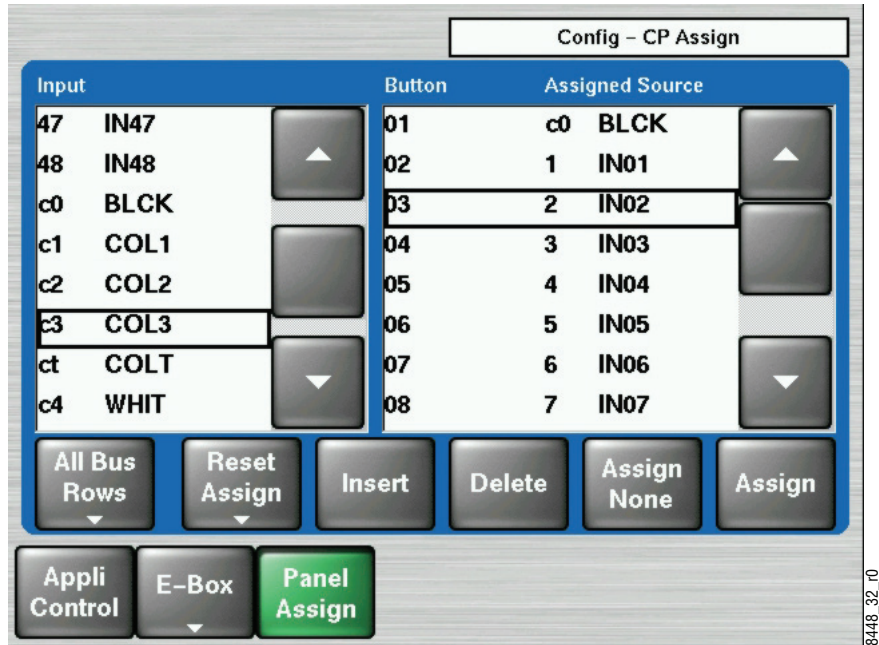 Config – CP Assign
Input Button Assigned Source
47 IN47 01 c0 BLCK
48 IN48 02 1 IN01
c0 BLCK 03 2 IN02
c1 COL1 04 3 IN03
c2 COL2 05 4 IN04
c3 COL3 06 5 IN05
ct COLT 07 6 IN06
c4 WHIT 08 7 IN07
All Bus Rows Reset Assign Insert Delete Assign None Assign
Appli Control E–Box Panel Assign
8448_32_r0